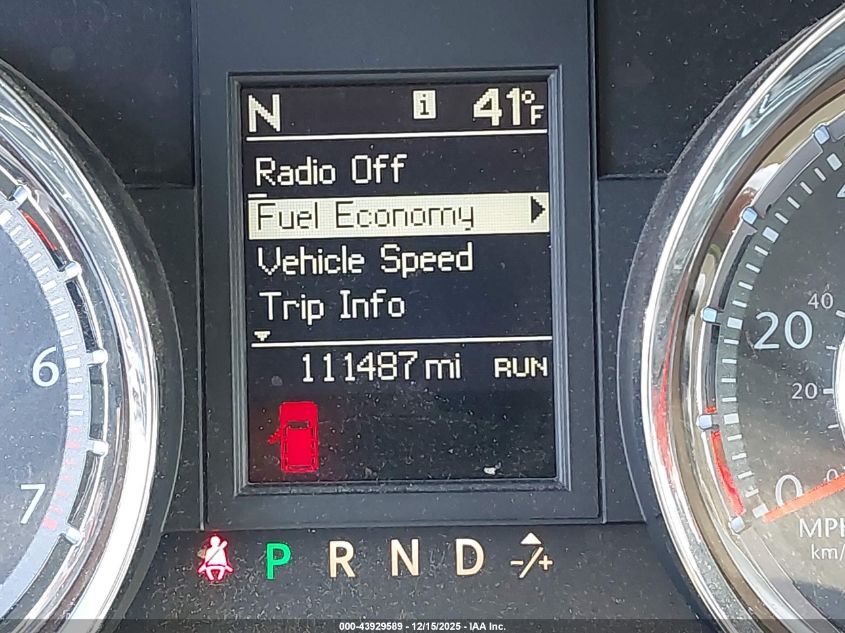 N i 41°F
Radio Off
Fuel Economy
Vehicle Speed
Trip Info
111487 mi RUN
P R N D -/+
6
7
40
20
20
0
0
MPH
km/
000-43929589 - 12/15/2025 - IAA Inc.